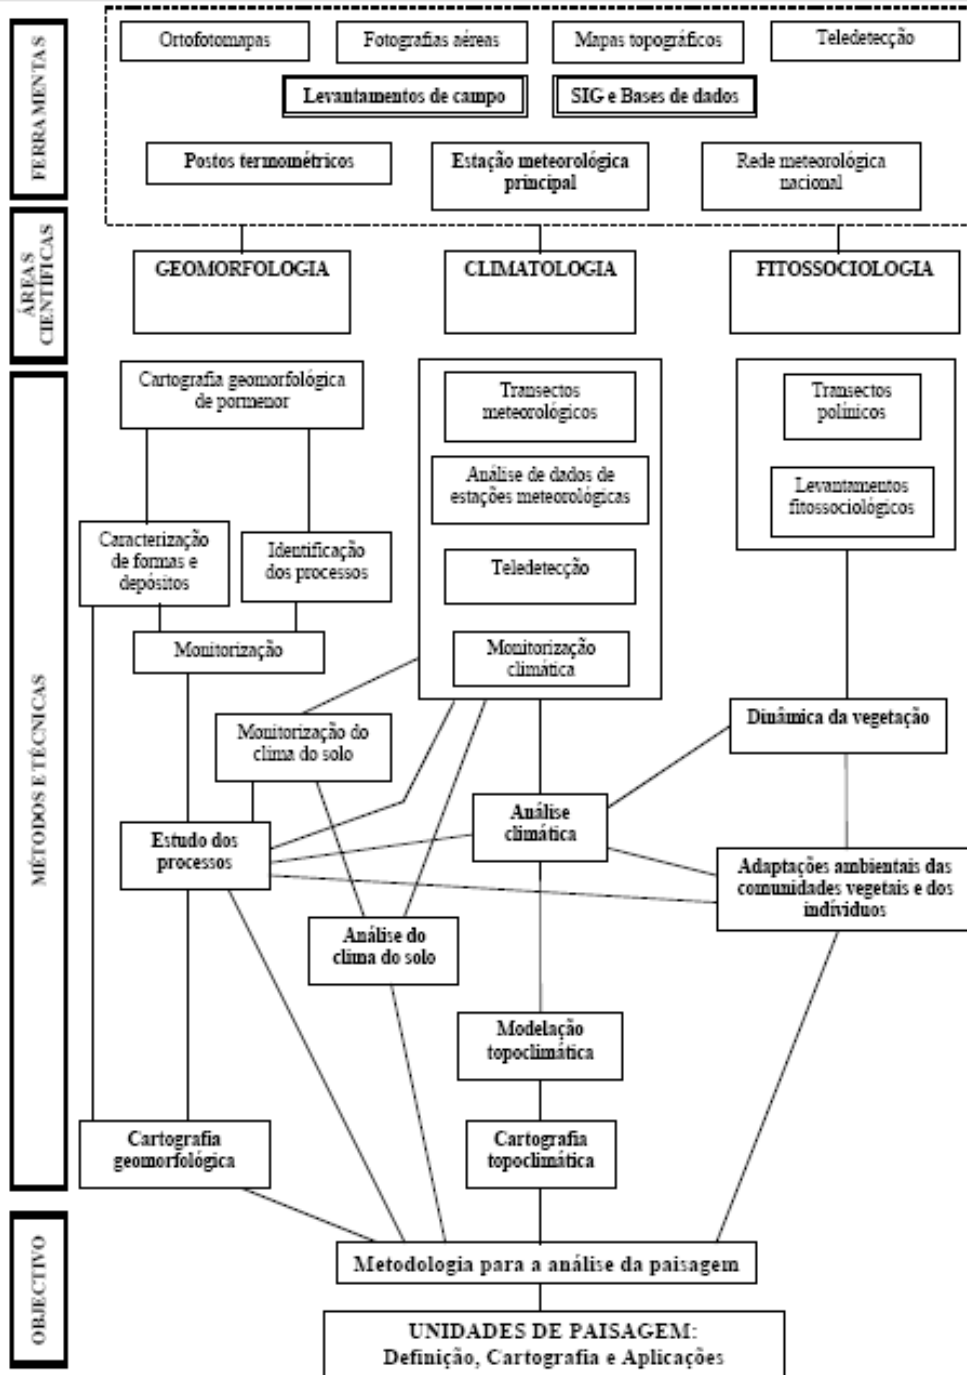 FERRAMENTAS
Ortofotomapas
Fotografias aéreas
Mapas topográficos
Teledetecção
Levantamentos de campo
SIG e Bases de dados
Postos termométricos
Estação meteorológica
principal
Rede meteorológica
nacional
ÁREAS
CIENTÍFICAS
GEOMORFOLOGIA
CLIMATOLOGIA
FITOSSOCIOLOGIA
MÉTODOS E TÉCNICAS
Cartografia geomorfológica
de pormenor
Transectos
meteorológicos
Transectos
polínicos
Análise de dados de
estações meteorológicas
Levantamentos
fitossociológicos
Caracterização
de formas e
depósitos
Identificação
dos processos
Teledetecção
Monitorização
Monitorização
climática
Monitorização do
clima do solo
Dinâmica da vegetação
Estudo dos
processos
Análise
climática
Adaptações ambientais das
comunidades vegetais e dos
indíviduos
Análise do
clima do solo
Modelação
topoclimática
Cartografia
geomorfológica
Cartografia
topoclimática
OBJECTIVO
Metodologia para a análise da paisagem
UNIDADES DE PAISAGEM:
Definição, Cartografia e Aplicações